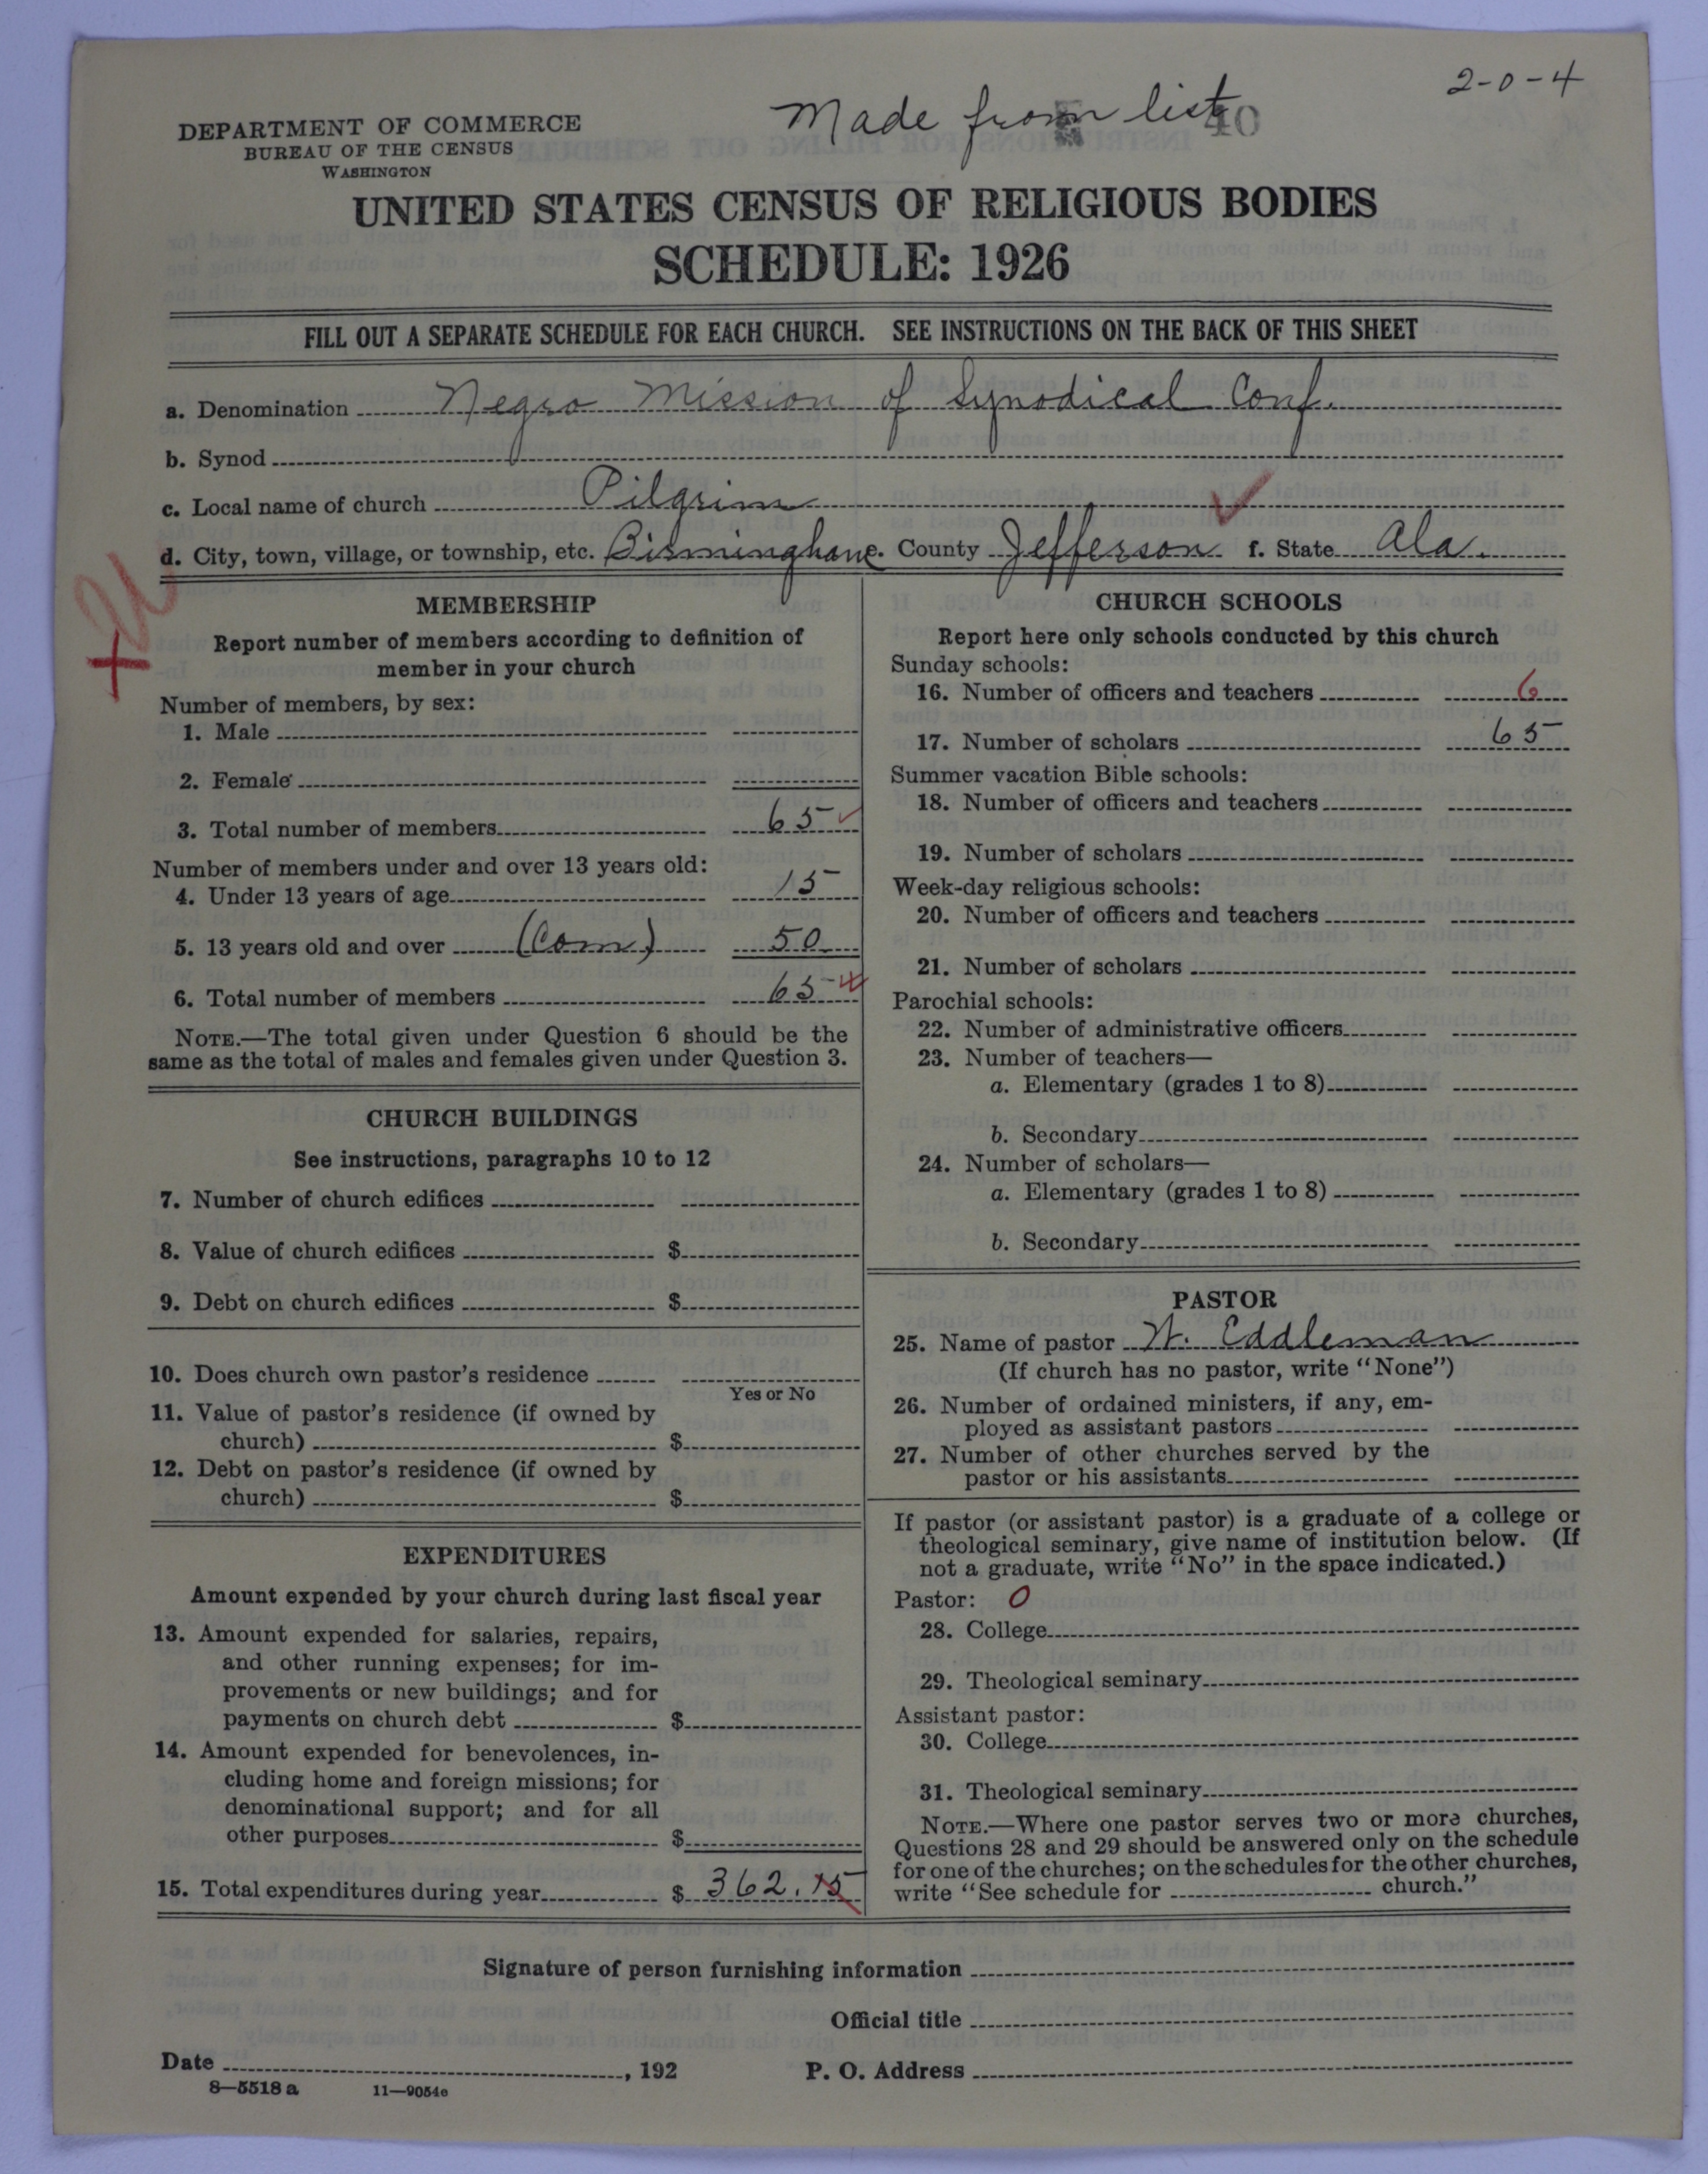 2-0-4
Made from list
40
DEPARTMENT OF COMMERCE
BUREAU OF THE CENSUS
WASHINGTON
UNITED STATES CENSUS OF RELIGIOUS BODIES
SCHEDULE: 1926
FILL OUT A SEPARATE SCHEDULE FOR EACH CHURCH. SEE INSTRUCTIONS ON THE BACK OF THIS SHEET
a. Denomination Negro Mission of Synodical Conf.
b. Synod
c. Local name of church Pilgrim
d. City, town, village, or township, etc. Birmingham e. County Jefferson f. State Ala.
MEMBERSHIP
Report number of members according to definition of
member in your church
Number of members, by sex:
1. Male
2. Female
3. Total number of members 65
Number of members under and over 13 years old:
4. Under 13 years of age 15
5. 13 years old and over (Com) 50
6. Total number of members 65
NOTE.—The total given under Question 6 should be the
same as the total of males and females given under Question 3.
CHURCH BUILDINGS
See instructions, paragraphs 10 to 12
7. Number of church edifices
8. Value of church edifices $
9. Debt on church edifices $
10. Does church own pastor's residence
Yes or No
11. Value of pastor's residence (if owned by
church) $
12. Debt on pastor's residence (if owned by
church) $
EXPENDITURES
Amount expended by your church during last fiscal year
13. Amount expended for salaries, repairs,
and other running expenses; for im-
provements or new buildings; and for
payments on church debt $
14. Amount expended for benevolences, in-
cluding home and foreign missions; for
denominational support; and for all
other purposes $
15. Total expenditures during year $ 362.15
CHURCH SCHOOLS
Report here only schools conducted by this church
Sunday schools:
16. Number of officers and teachers 6
17. Number of scholars 65
Summer vacation Bible schools:
18. Number of officers and teachers
19. Number of scholars
Week-day religious schools:
20. Number of officers and teachers
21. Number of scholars
Parochial schools:
22. Number of administrative officers
23. Number of teachers—
a. Elementary (grades 1 to 8)
b. Secondary
24. Number of scholars—
a. Elementary (grades 1 to 8)
b. Secondary
PASTOR
25. Name of pastor W. Eddleman
(If church has no pastor, write "None")
26. Number of ordained ministers, if any, em-
ployed as assistant pastors
27. Number of other churches served by the
pastor or his assistants
If pastor (or assistant pastor) is a graduate of a college or
theological seminary, give name of institution below. (If
not a graduate, write "No" in the space indicated.)
Pastor: 0
28. College
29. Theological seminary
Assistant pastor:
30. College
31. Theological seminary
NOTE.—Where one pastor serves two or more churches,
Questions 28 and 29 should be answered only on the schedule
for one of the churches; on the schedules for the other churches,
write "See schedule for church."
Signature of person furnishing information
Official title
Date , 192 P. O. Address
8—5518 a 11—9054e